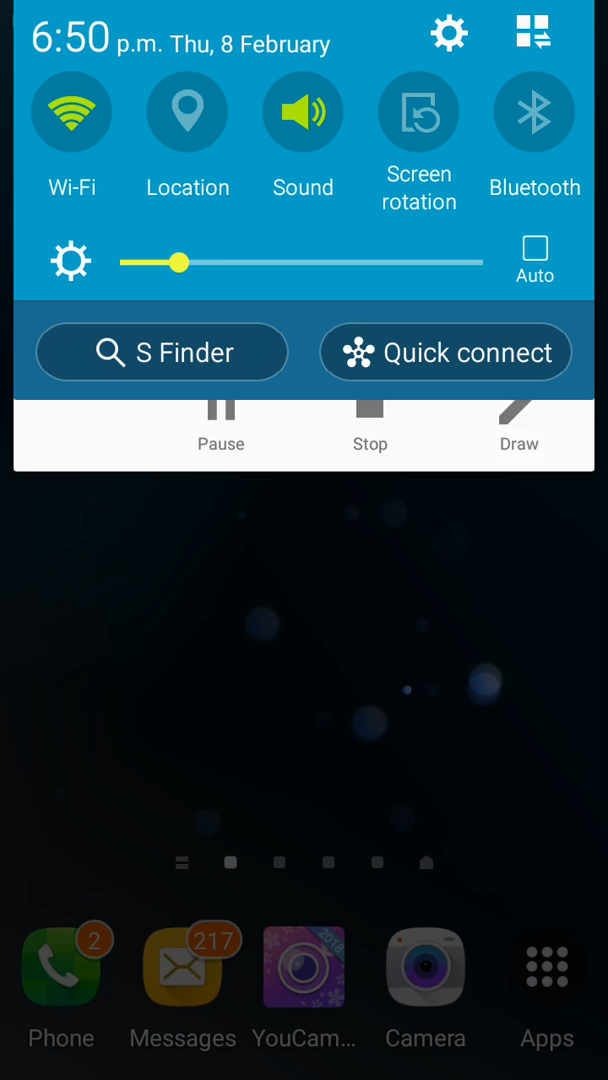 6:50 p.m. Thu, 8 February
Wi-Fi
Location
Sound
Screen
rotation
Bluetooth
Auto
S Finder
Quick connect
Pause
Stop
Draw
2
217
2018
Phone
Messages
YouCam...
Camera
Apps